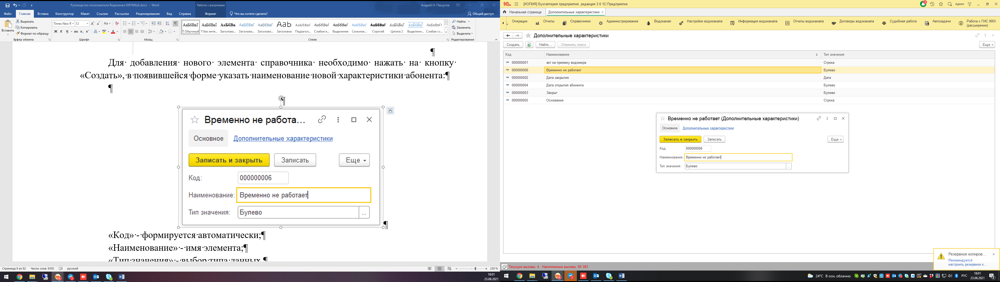 Руководство пользователя Водоканал ЮРЛИЦА.docx - Word
Работа с рисунками
Андрей Н. Пашутов
Файл Главная Вставка Конструктор Макет Ссылки Рассылки Рецензирование Вид Справка Формат Что вы хотите сделать? Общий доступ
Вставить
Вырезать
Копировать
Формат по образцу
Буфер обмена
Times New R 12
Шрифт
Абзац
АаБбВвГ АаБбВвГ АаБбВв АаБбВвГ АаБбВвГ АаЬЬ АаБбВвГ АаБбВвГ АаБбВвГ АаБбВвГ АаБбВвГ АаБбВвГ АаБбВвГ АаБбВвГ
¶ Обычный ¶ Без инте... Заголово... Заголово... Заголово... Заголовок Подзагол... Слабое в... Выделение Сильное... Строгий Цитата 2 Выделенн... Слабая сс...
Стили
Найти
Заменить
Выделить
Редактирование
¶
Для добавления нового элемента справочника необходимо нажать на кнопку
«Создать», в появившейся форме указать наименование новой характеристики абонента:¶
¶
¶
Временно не работа...
Основное Дополнительные характеристики
Записать и закрыть Записать Еще
Код: 000000006
Наименование: Временно не работает
Тип значения: Булево ...
¶
«Код» - формируется автоматически;¶
«Наименование» - имя элемента;¶
«Тип значения» - выбор типа данных.¶
Страница 9 из 92 Число слов: 9350 русский 230 %
18:01
23.08.2021
[КОПИЯ] Бухгалтерия предприятия, редакция 3.0 1С:Предприятие
3
Админ
Начальная страница Дополнительные характеристики ×
Операции Отчеты Справочники Администрирование Водоканал Настройки водоканала Информация водоканала Отчеты водоканала Договоры водоканала Судебная работа Автозадачи Работа с ГИС ЖКХ
(расширение)
Дополнительные характеристики
Создать Найти... Отменить поиск Еще
Код Наименование ↓ Тип значения
000000001 акт на приемку водомера Строка
000000006 Временно не работает Булево
000000002 Дата закрытия Дата
000000004 Дата открытия абонента Булево
000000003 Закрыт Булево
000000005 Основание Строка
Временно не работает (Дополнительные характеристики)
Основное Дополнительные характеристики
Записать и закрыть Записать Еще
Код: 000000006
Наименование: Временно не работает
Тип значения: Булево ...
Резервное копиров...
Рекомендуется
настроить резервное к...
Текущие вызовы: 4 Накопленные вызовы: 60 383
24°C В осн. облачно
РУС
18:01
23.08.2021